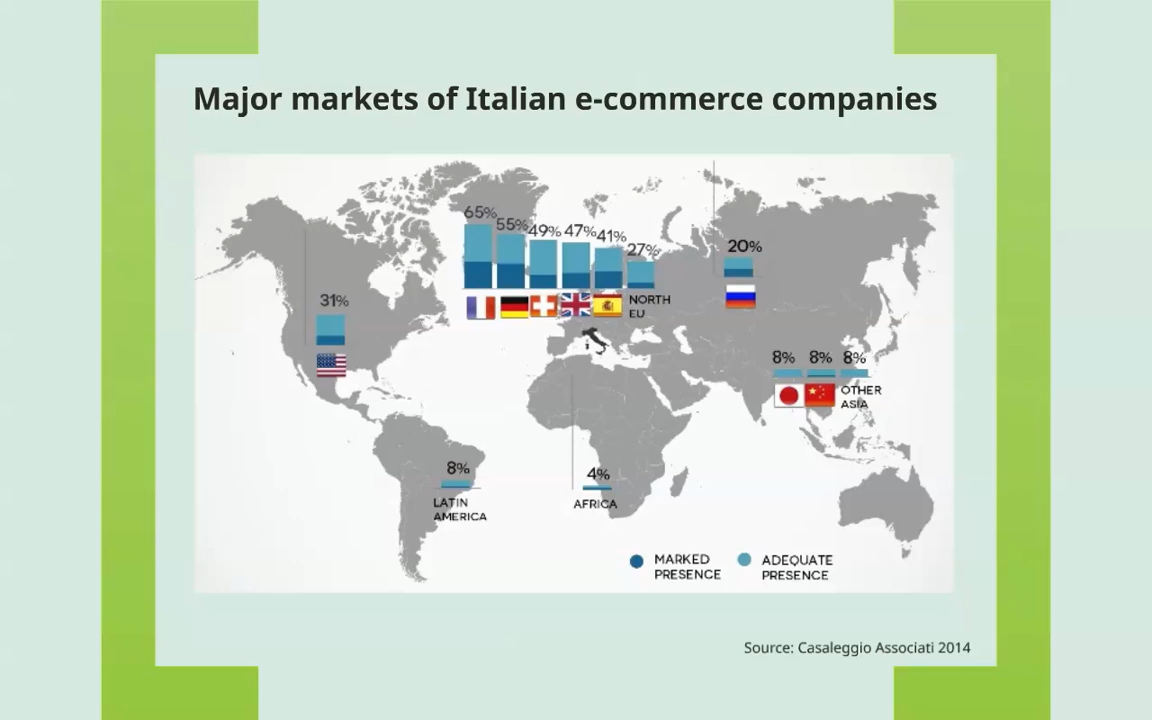 Major markets of Italian e-commerce companies
65%
55%
49%
47%
41%
27%
NORTH
EU
20%
31%
8%
8%
8%
OTHER
ASIA
8%
LATIN
AMERICA
4%
AFRICA
MARKED
PRESENCE
ADEQUATE
PRESENCE
Source: Casaleggio Associati 2014